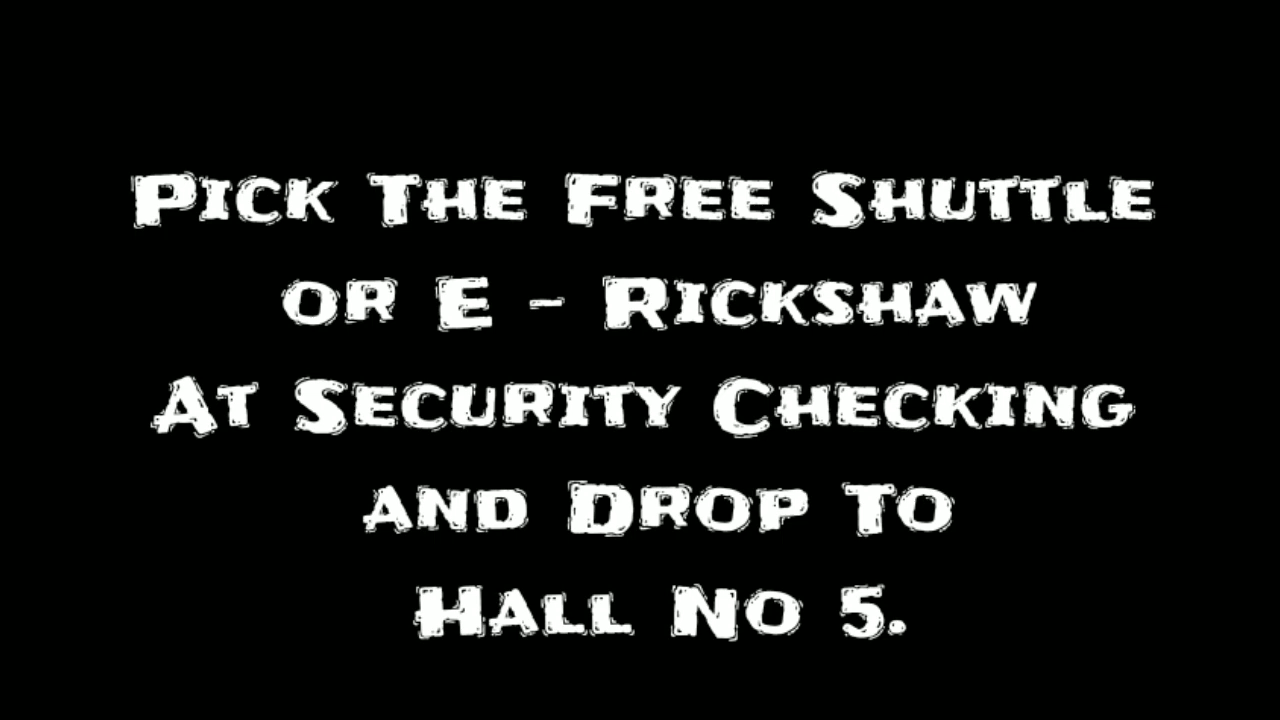 Pick The Free Shuttle
or E - Rickshaw
At Security Checking
and Drop To
Hall No 5.